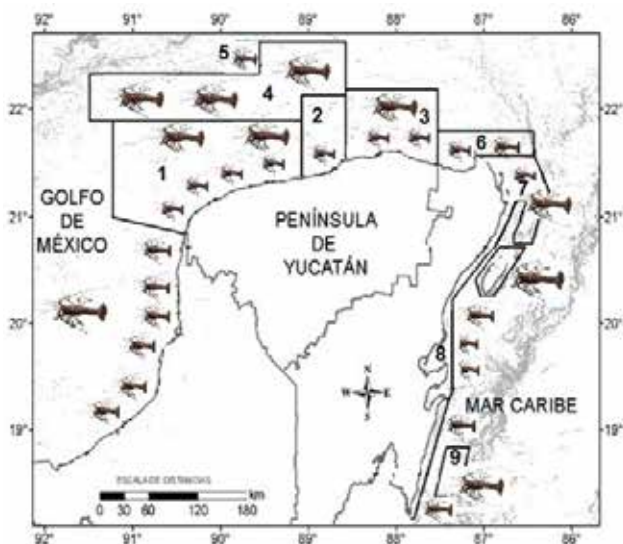 92° 91° 90° 89° 88° 87° 86°
5
22° 4 22°
2 3
6
1
7
GOLFO
DE
MÉXICO
PENÍNSULA
DE
YUCATÁN
21° 21°
20° 20°
8
N
W E
S
MAR CARIBE
19° 19°
9
ESCALA DE DISTANCIAS
km
0 30 60 120 180
92° 91° 90° 89° 88° 87° 86°